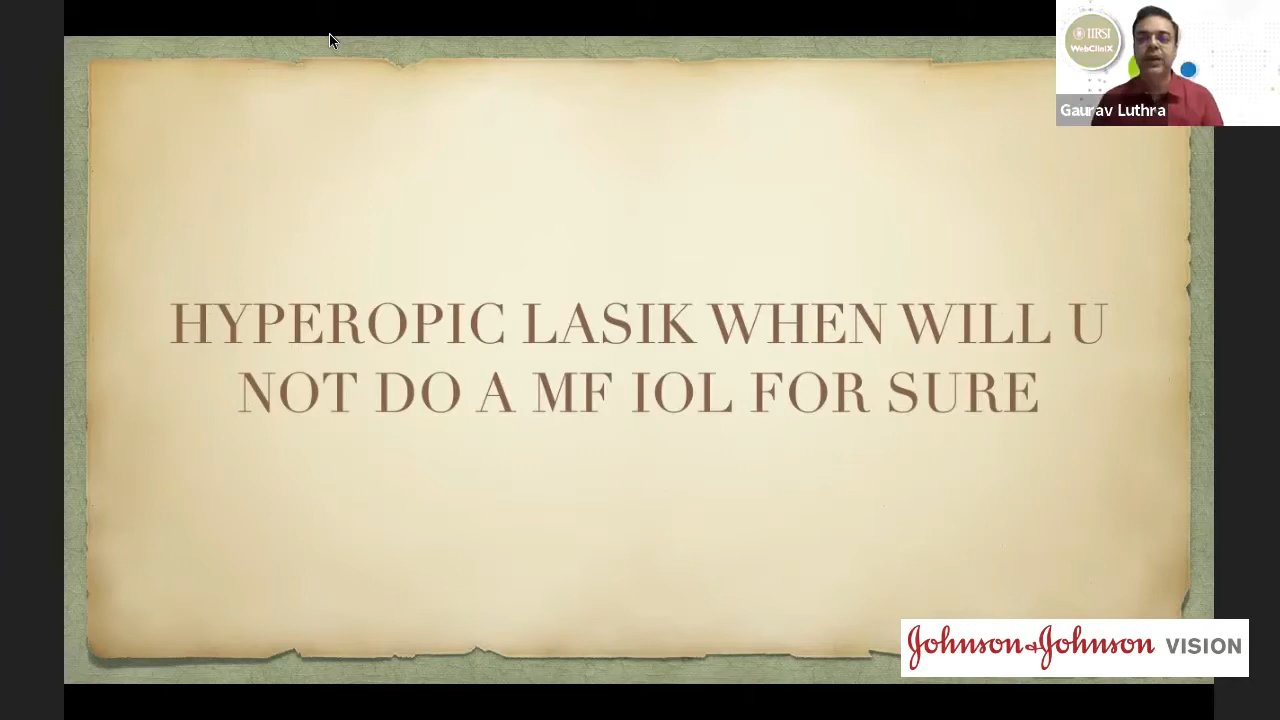 IIRSI
WebCliniX
Gaurav Luthra
HYPEROPIC LASIK WHEN WILL U
NOT DO A MF IOL FOR SURE
Johnson & Johnson VISION